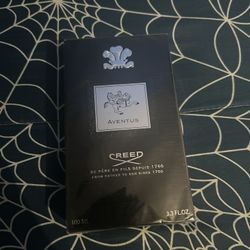 AVENTUS
CREED
DE PÈRE EN FILS DEPUIS 1760
FROM FATHER TO SON SINCE 1760
100 ML
3.3 FL.OZ.